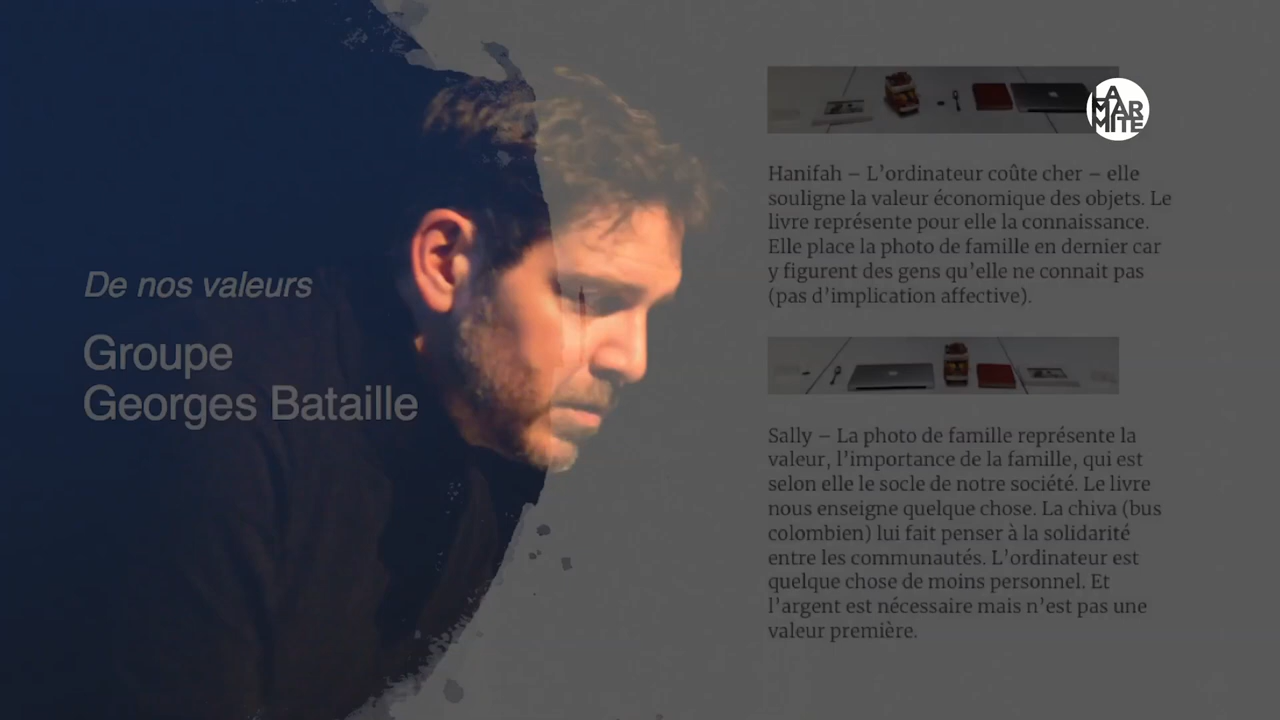 De nos valeurs
Groupe
Georges Bataille
LA
MAR
MITE
Hanifah – L’ordinateur coûte cher – elle
souligne la valeur économique des objets. Le
livre représente pour elle la connaissance.
Elle place la photo de famille en dernier car
y figurent des gens qu’elle ne connait pas
(pas d’implication affective).
Sally – La photo de famille représente la
valeur, l’importance de la famille, qui est
selon elle le socle de notre société. Le livre
nous enseigne quelque chose. La chiva (bus
colombien) lui fait penser à la solidarité
entre les communautés. L’ordinateur est
quelque chose de moins personnel. Et
l’argent est nécessaire mais n’est pas une
valeur première.